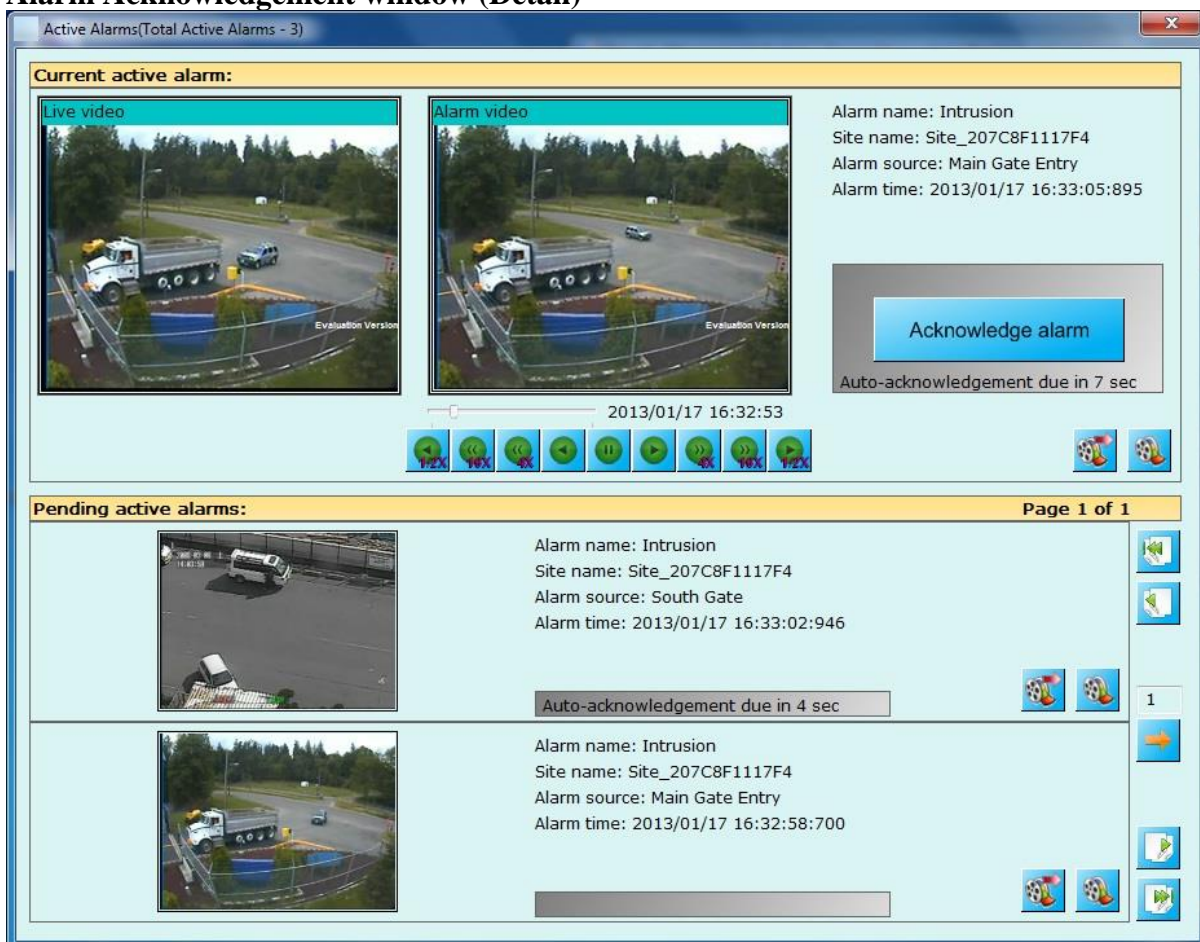 Alarm Acknowledgement window (Detail)
Active Alarms(Total Active Alarms - 3)
Current active alarm:
Live video
Evaluation Version
Alarm video
Evaluation Version
Alarm name: Intrusion
Site name: Site_207C8F1117F4
Alarm source: Main Gate Entry
Alarm time: 2013/01/17 16:33:05:895
Acknowledge alarm
Auto-acknowledgement due in 7 sec
2013/01/17 16:32:53
1/2X 16X 4X 4X 16X 1/2X
Pending active alarms: Page 1 of 1
Alarm name: Intrusion
Site name: Site_207C8F1117F4
Alarm source: South Gate
Alarm time: 2013/01/17 16:33:02:946
Auto-acknowledgement due in 4 sec
1
Alarm name: Intrusion
Site name: Site_207C8F1117F4
Alarm source: Main Gate Entry
Alarm time: 2013/01/17 16:32:58:700